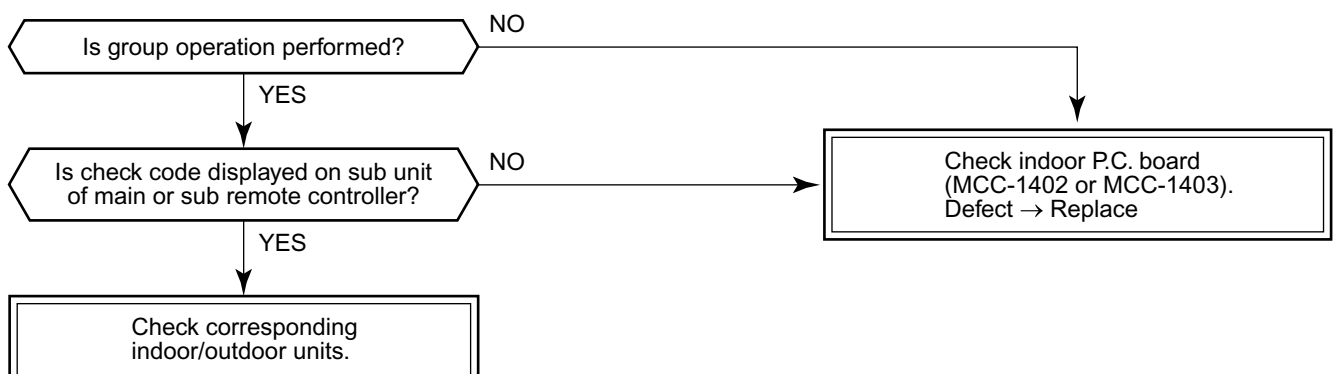 Is group operation performed?
NO
YES
Is check code displayed on sub unit
of main or sub remote controller?
NO
Check indoor P.C. board
(MCC-1402 or MCC-1403).
Defect → Replace
YES
Check corresponding
indoor/outdoor units.